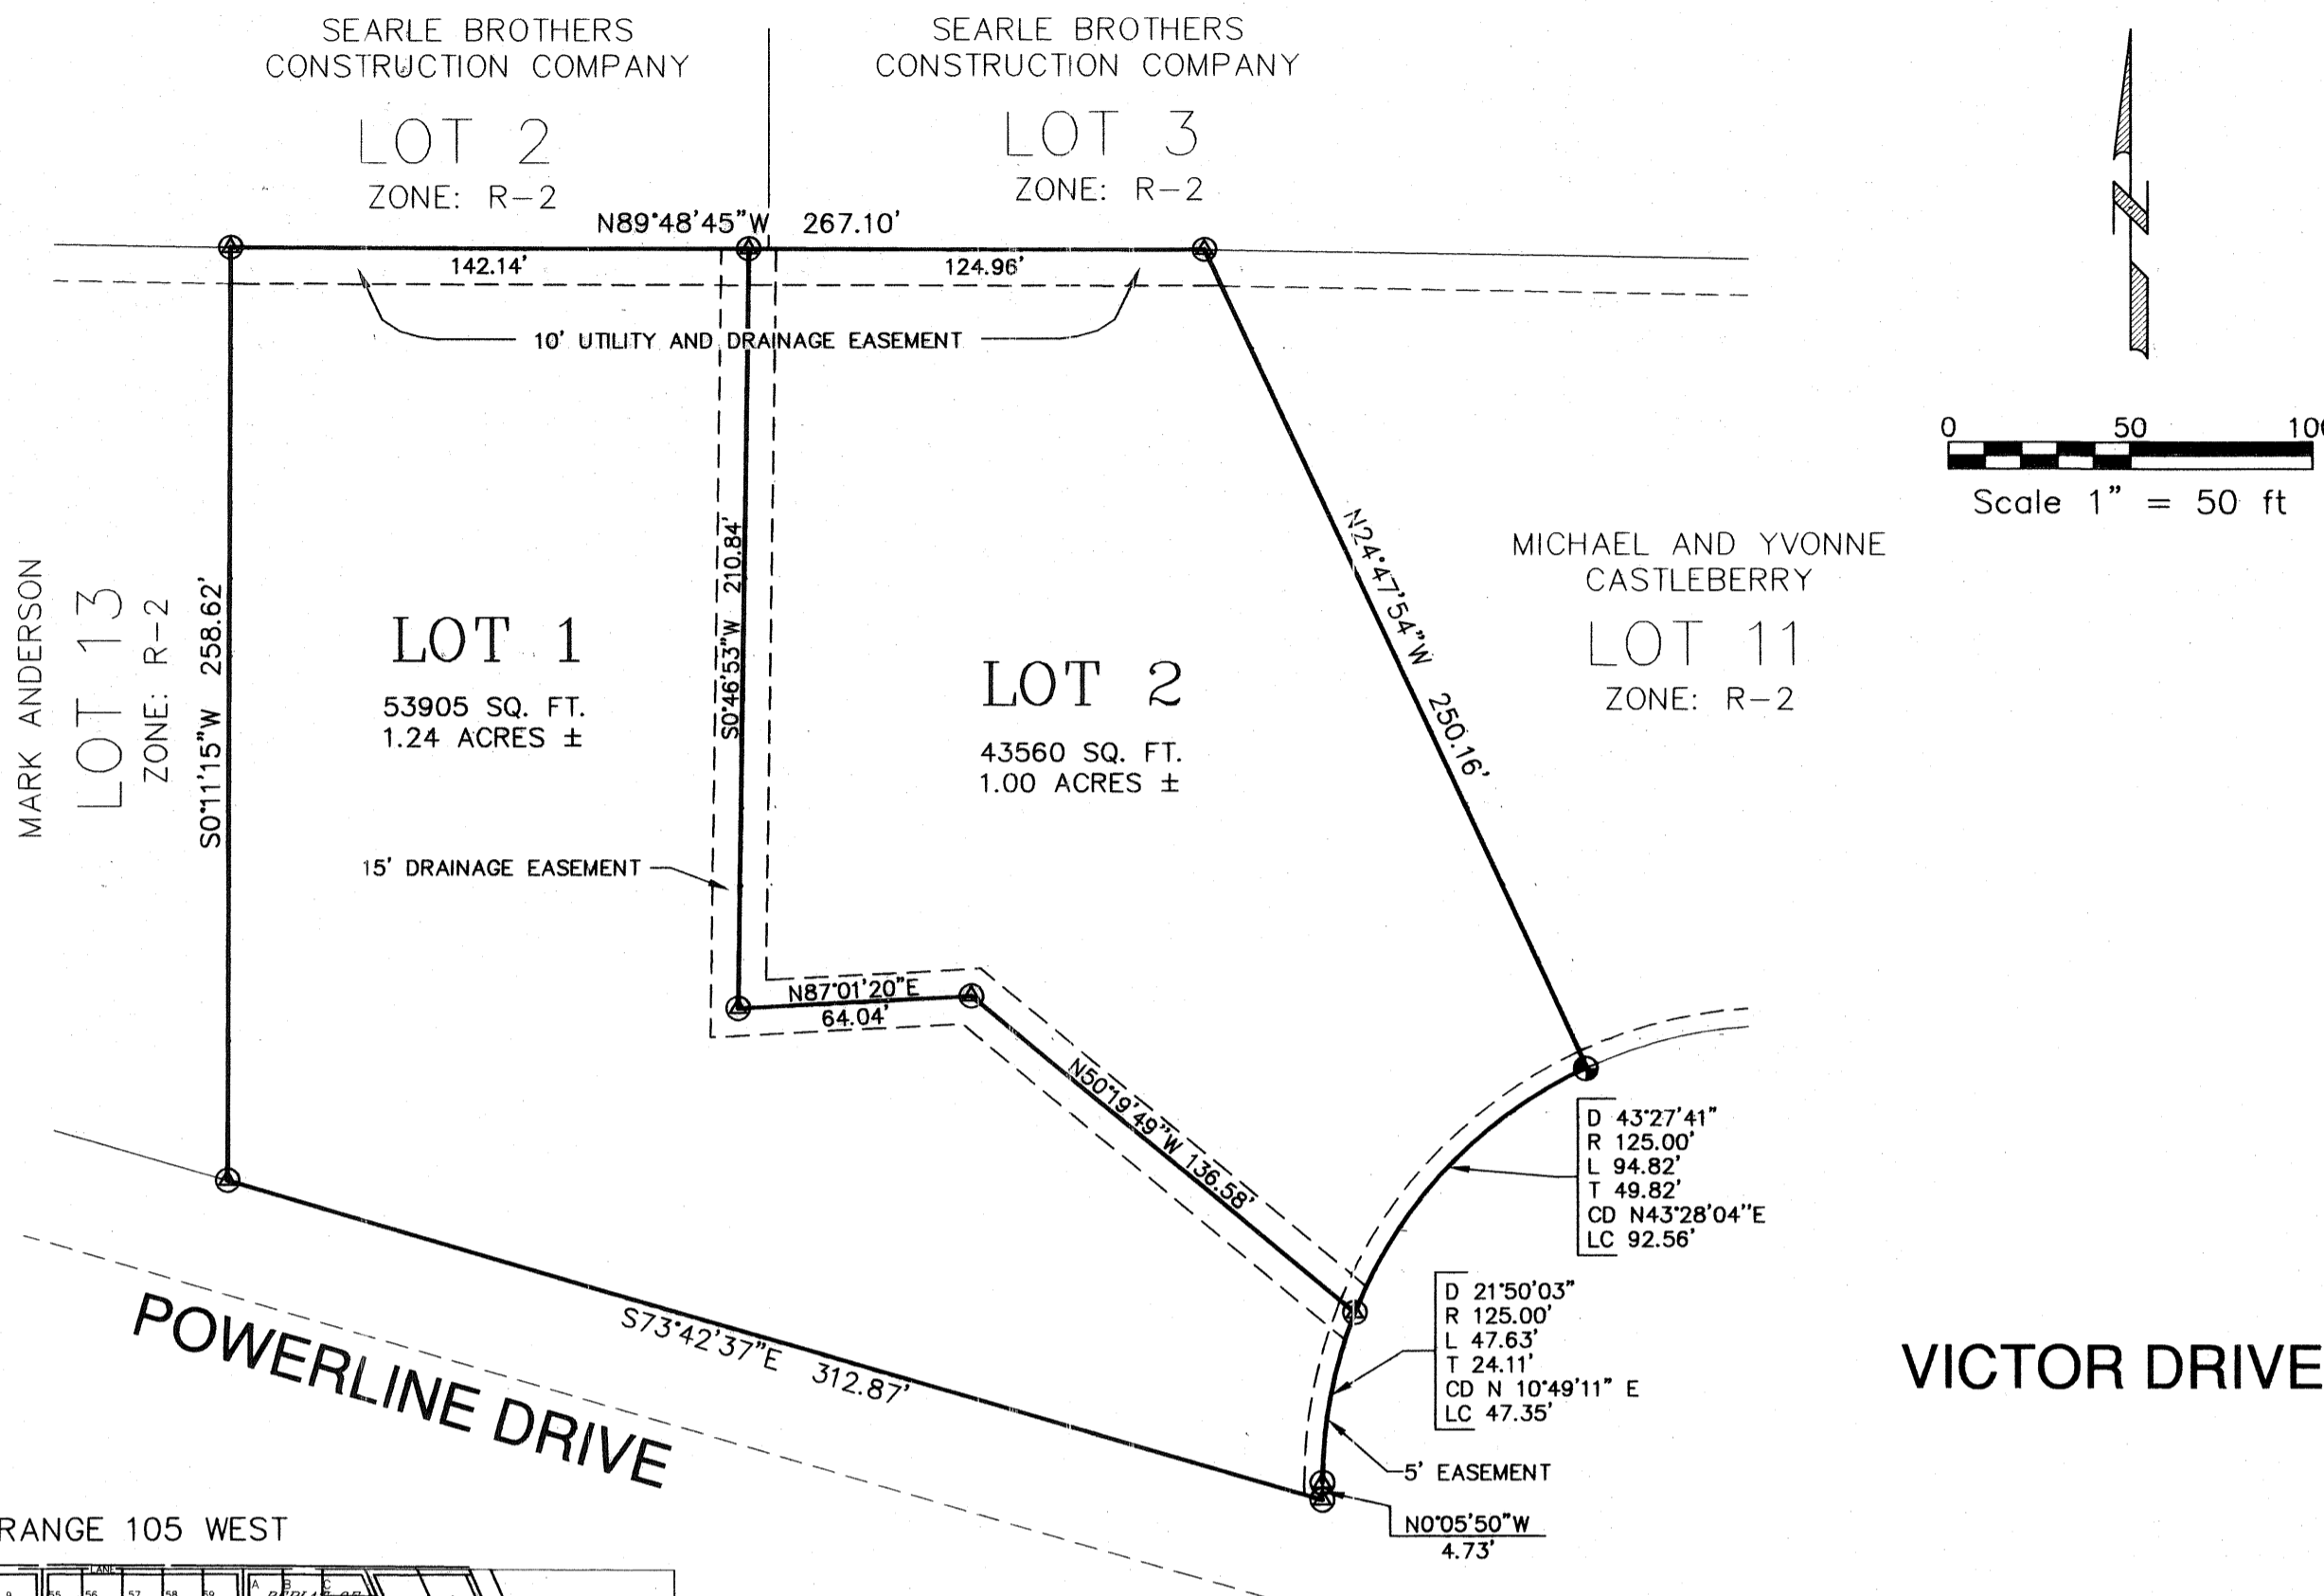 SEARLE BROTHERS
CONSTRUCTION COMPANY
LOT 2
ZONE: R-2
SEARLE BROTHERS
CONSTRUCTION COMPANY
LOT 3
ZONE: R-2
N89°48'45"W 267.10'
142.14'
124.96'
10' UTILITY AND DRAINAGE EASEMENT
0 50
Scale 1" = 50 ft
MARK ANDERSON
LOT 13
ZONE: R-2
S0°11'15"W 258.62'
LOT 1
53905 SQ. FT.
1.24 ACRES ±
S0°46'53"W 210.84'
LOT 2
43560 SQ. FT.
1.00 ACRES ±
N24°47'54"W 250.16'
MICHAEL AND YVONNE
CASTLEBERRY
LOT 11
ZONE: R-2
15' DRAINAGE EASEMENT
N87°01'20"E
64.04'
N50°19'49"W 136.58'
D 43°27'41"
R 125.00'
L 94.82'
T 49.82'
CD N43°28'04"E
LC 92.56'
D 21°50'03"
R 125.00'
L 47.63'
T 24.11'
CD N 10°49'11" E
LC 47.35'
5' EASEMENT
N0°05'50"W
4.73'
S73°42'37"E 312.87'
POWERLINE DRIVE
VICTOR DRIVE
RANGE 105 WEST
LANE
55 56 57 58 59 A B C